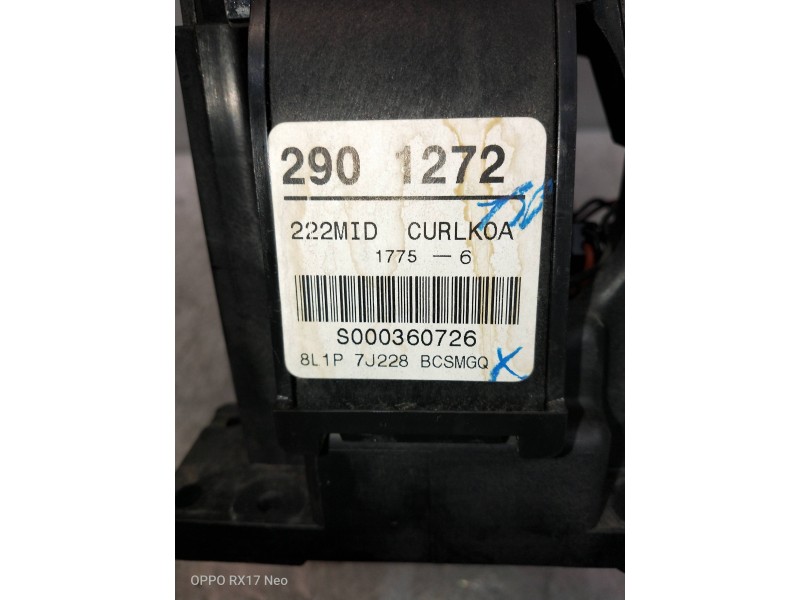 290 1272
222MID CURLKOA
1775 - 6
S000360726
8L1P 7J228 BCSMGQ
X
OPPO RX17 Neo